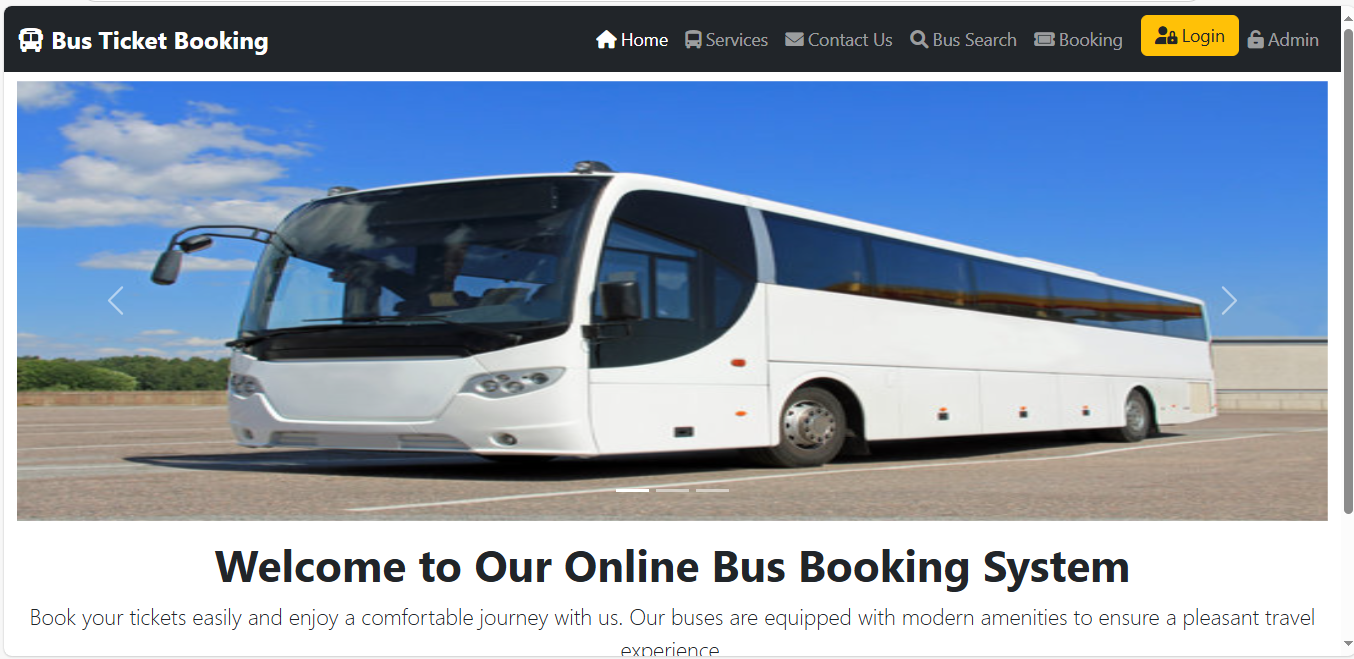 Bus Ticket Booking
Home Services Contact Us Bus Search Booking Login Admin
Welcome to Our Online Bus Booking System
Book your tickets easily and enjoy a comfortable journey with us. Our buses are equipped with modern amenities to ensure a pleasant travel
experience